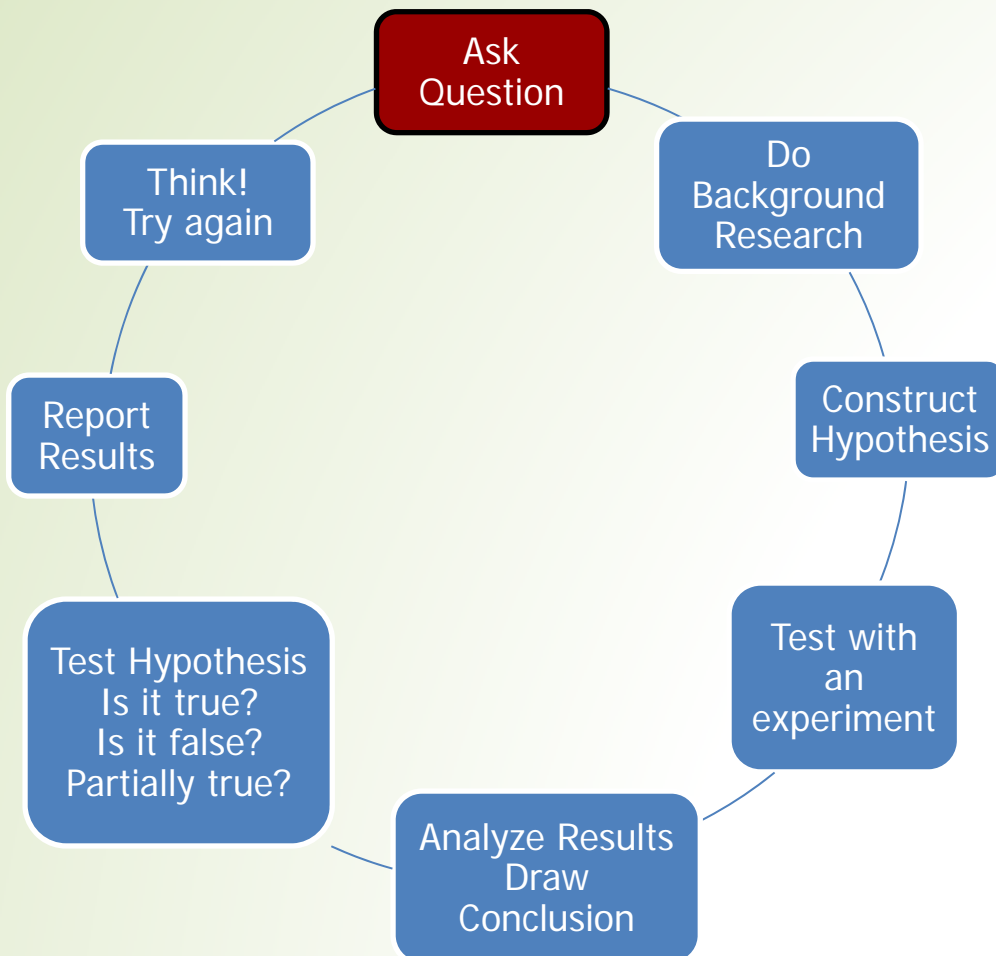 Ask
Question
Do
Background
Research
Construct
Hypothesis
Test with
an
experiment
Analyze Results
Draw
Conclusion
Test Hypothesis
Is it true?
Is it false?
Partially true?
Report
Results
Think!
Try again